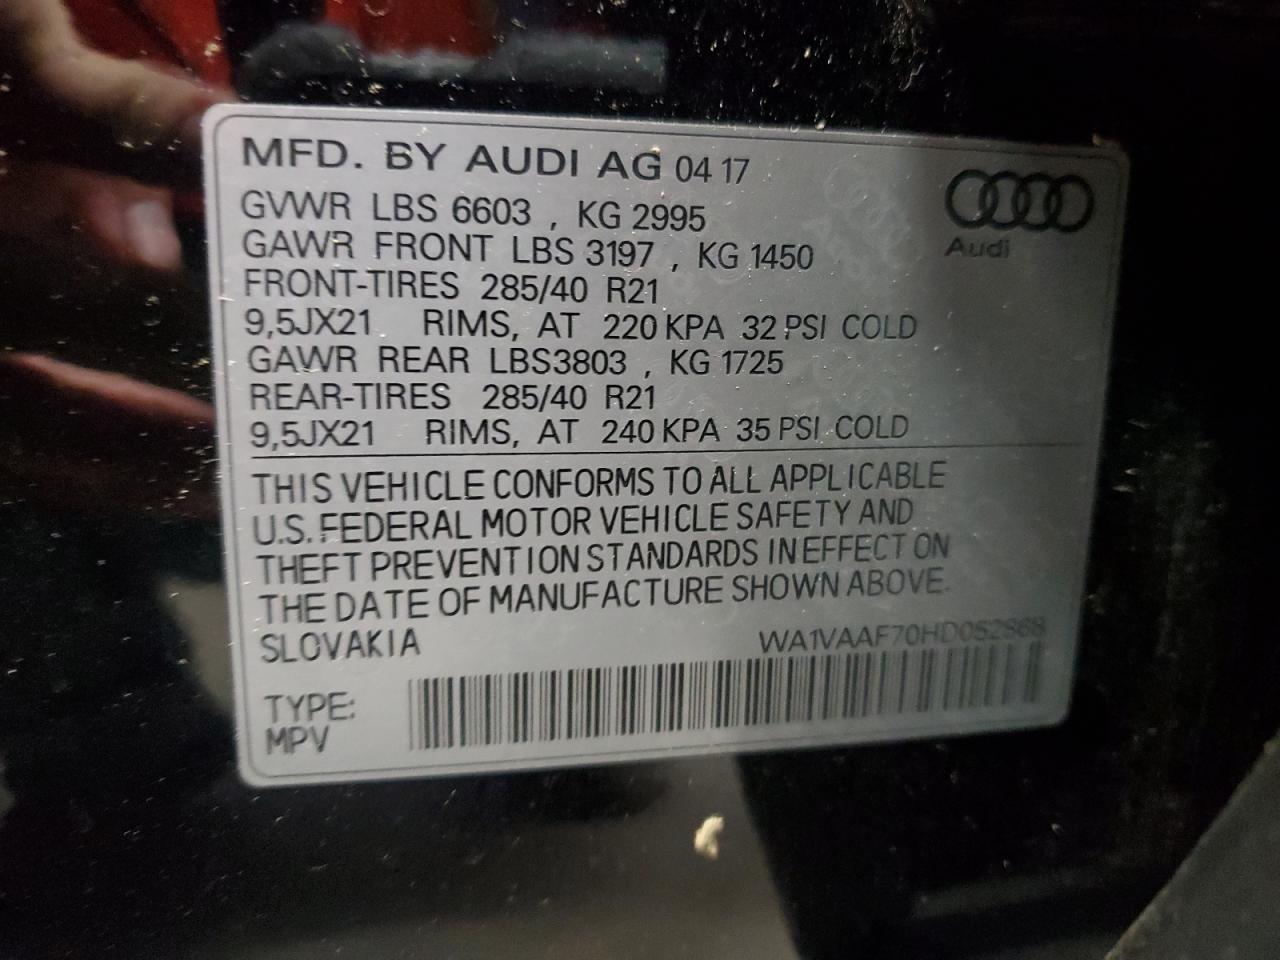 MFD. BY AUDI AG 04 17
GVWR LBS 6603 , KG 2995
GAWR FRONT LBS 3197 , KG 1450
FRONT-TIRES 285/40 R21
9,5JX21 RIMS, AT 220 KPA 32 PSI COLD
GAWR REAR LBS3803 , KG 1725
REAR-TIRES 285/40 R21
9,5JX21 RIMS, AT 240 KPA 35 PSI COLD
Audi
THIS VEHICLE CONFORMS TO ALL APPLICABLE
U.S. FEDERAL MOTOR VEHICLE SAFETY AND
THEFT PREVENTION STANDARDS IN EFFECT ON
THE DATE OF MANUFACTURE SHOWN ABOVE.
SLOVAKIA
TYPE:
MPV